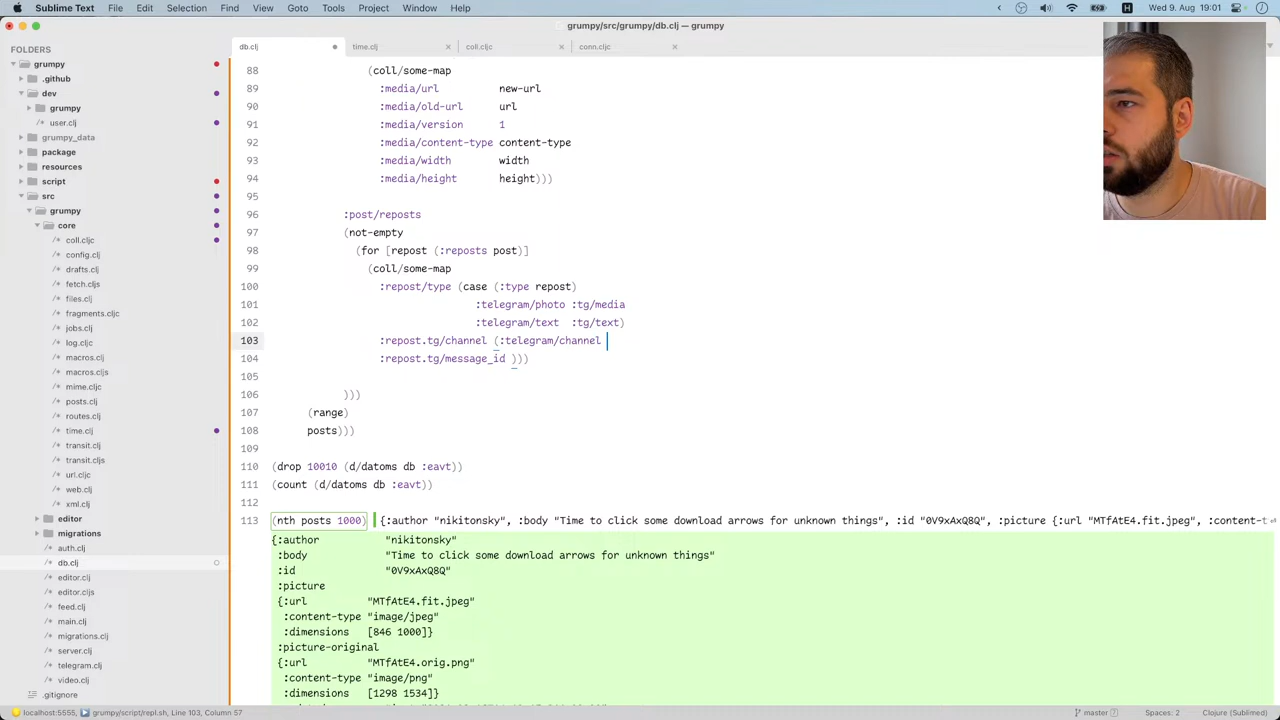 Sublime Text File Edit Selection Find View Goto Tools Project Window Help Wed 9. Aug 19:01
grumpy/src/grumpy/db.clj — grumpy
FOLDERS
grumpy
.github
dev
grumpy
user.clj
grumpy_data
package
resources
script
src
grumpy
core
coll.cljc
config.clj
drafts.clj
fetch.cljs
files.clj
fragments.cljc
jobs.clj
log.cljc
macros.clj
macros.cljs
mime.cljc
posts.clj
routes.clj
time.clj
transit.clj
transit.cljs
url.cljc
web.clj
xml.clj
editor
migrations
auth.clj
db.clj
editor.clj
editor.cljs
feed.clj
main.clj
migrations.clj
server.clj
telegram.clj
video.clj
.gitignore
db.clj time.clj coll.cljc conn.cljc
88 (coll/some-map
89 :media/url new-url
90 :media/old-url url
91 :media/version 1
92 :media/content-type content-type
93 :media/width width
94 :media/height height)))
95
96 :post/reposts
97 (not-empty
98 (for [repost (:reposts post)]
99 (coll/some-map
100 :repost/type (case (:type repost)
101 :telegram/photo :tg/media
102 :telegram/text :tg/text)
103 :repost.tg/channel (:telegram/channel
104 :repost.tg/message_id )))
105
106 )))
107 (range)
108 posts)))
109
110 (drop 10010 (d/datoms db :eavt))
111 (count (d/datoms db :eavt))
112
113 (nth posts 1000) {:author "nikitonsky", :body "Time to click some download arrows for unknown things", :id "0V9xAxQ8Q", :picture {:url "MTfAtE4.fit.jpeg", :content-t
{:author "nikitonsky"
:body "Time to click some download arrows for unknown things"
:id "0V9xAxQ8Q"
:picture
{:url "MTfAtE4.fit.jpeg"
:content-type "image/jpeg"
:dimensions [846 1000]}
:picture-original
{:url "MTfAtE4.orig.png"
:content-type "image/png"
:dimensions [1298 1534]}
localhost:5555, grumpy/script/repl.sh, Line 103, Column 57 master Spaces: 2 Clojure (Sublimed)